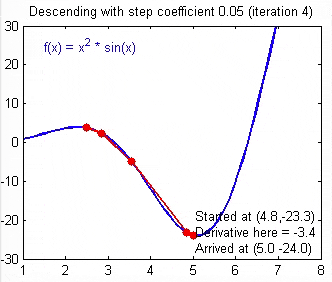 Descending with step coefficient 0.05 (iteration 4)
f(x) = x² * sin(x)
30
20
10
0
-10
-20
-30
Started at (4.8,-23.3)
Derivative here = -3.4
Arrived at (5.0 -24.0)
1 2 3 4 5 6 7 8